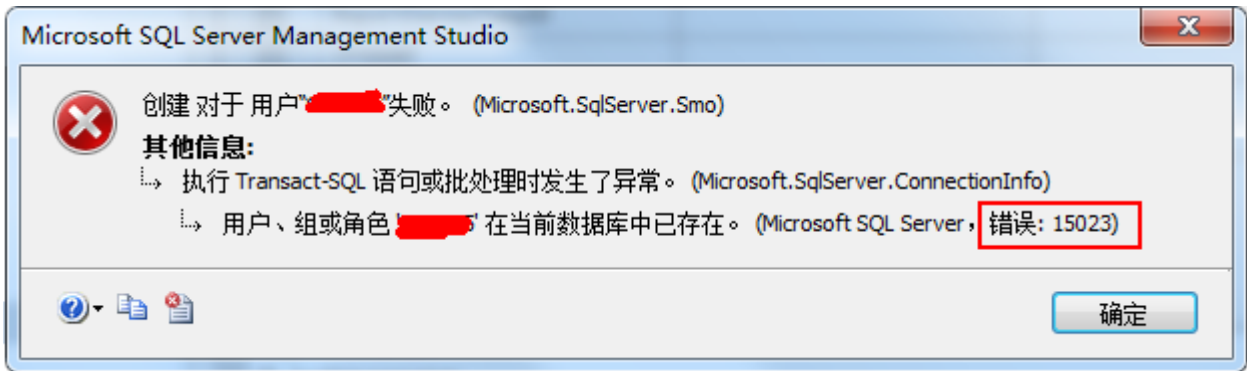 Microsoft SQL Server Management Studio
创建 对于 用户“”失败。 (Microsoft.SqlServer.Smo)
其他信息:
执行 Transact-SQL 语句或批处理时发生了异常。 (Microsoft.SqlServer.ConnectionInfo)
用户、组或角色 '' 在当前数据库中已存在。 (Microsoft SQL Server，错误: 15023)
确定